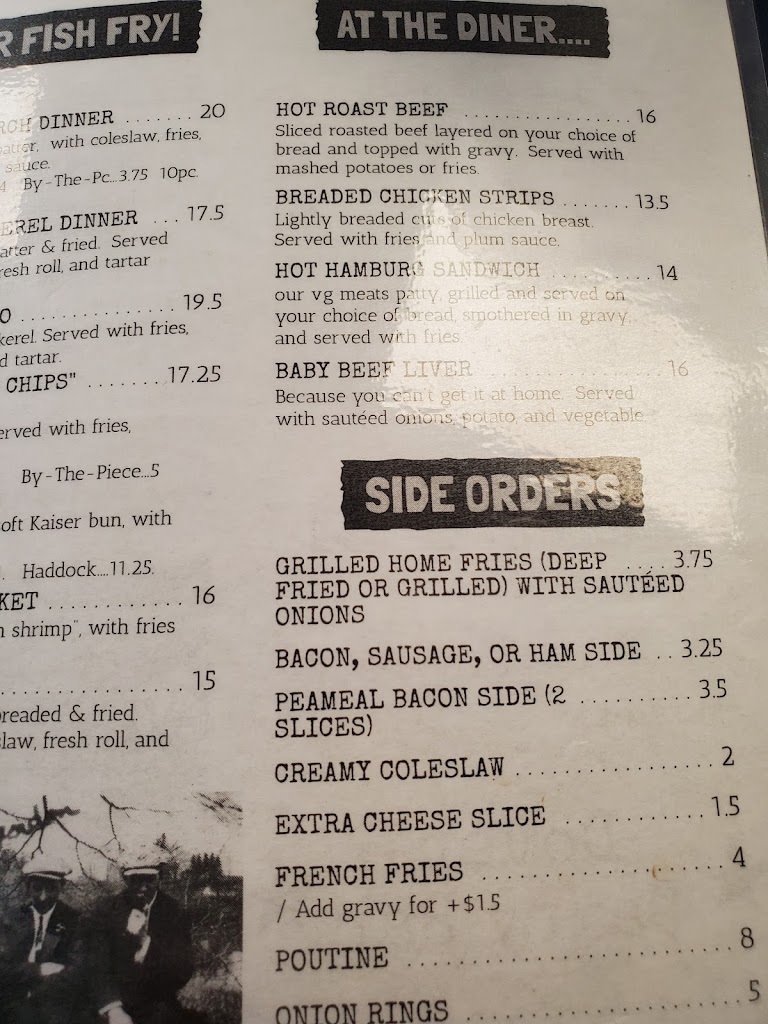 R FISH FRY!
RCH DINNER ....... 20
batter, with coleslaw, fries,
sauce.
4 By-The-Pc...3.75 10pc.
EREL DINNER ... 17.5
atter & fried. Served
resh roll, and tartar
O ................ 19.5
kerel. Served with fries,
d tartar.
CHIPS" ........ 17.25
erved with fries,
By-The-Piece...5
oft Kaiser bun, with
. Haddock....11.25.
KET ............ 16
n shrimp", with fries
................ 15
breaded & fried.
slaw, fresh roll, and
AT THE DINER....
HOT ROAST BEEF ................. 16
Sliced roasted beef layered on your choice of
bread and topped with gravy. Served with
mashed potatoes or fries.
BREADED CHICKEN STRIPS ....... 13.5
Lightly breaded cuts of chicken breast.
Served with fries and plum sauce.
HOT HAMBURG SANDWICH .......... 14
our vg meats patty, grilled and served on
your choice of bread, smothered in gravy,
and served with fries.
BABY BEEF LIVER ................. 16
Because you can't get it at home. Served
with sautéed onions, potato, and vegetable
SIDE ORDERS
GRILLED HOME FRIES (DEEP .... 3.75
FRIED OR GRILLED) WITH SAUTÉED
ONIONS
BACON, SAUSAGE, OR HAM SIDE .. 3.25
PEAMEAL BACON SIDE (2 .......... 3.5
SLICES)
CREAMY COLESLAW ................. 2
EXTRA CHEESE SLICE ............ 1.5
FRENCH FRIES .................... 4
/ Add gravy for +$1.5
POUTINE ........................... 8
ONION RINGS ...................... 5